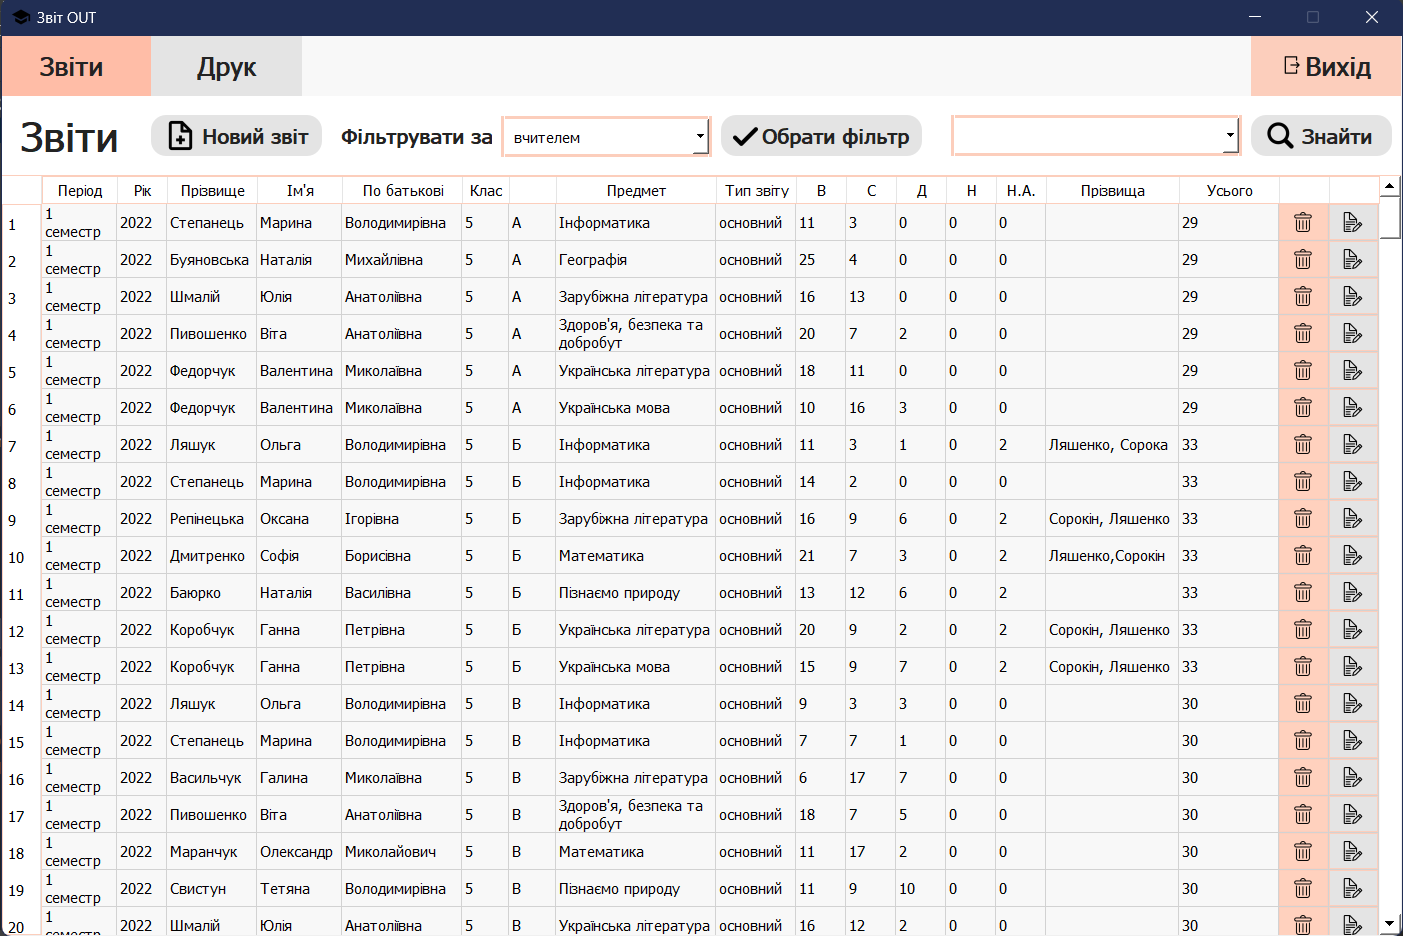 Звіт OUT
Звіти Друк Вихід
Звіти Новий звіт Фільтрувати за вчителем Обрати фільтр Знайти
Період Рік Прізвище Ім'я По батькові Клас Предмет Тип звіту В С Д Н Н.А. Прізвища Усього
1 1 семестр 2022 Степанець Марина Володимирівна 5 А Інформатика основний 11 3 0 0 0 29
2 1 семестр 2022 Буяновська Наталія Михайлівна 5 А Географія основний 25 4 0 0 0 29
3 1 семестр 2022 Шмалій Юлія Анатоліївна 5 А Зарубіжна література основний 16 13 0 0 0 29
4 1 семестр 2022 Пивошенко Віта Анатоліївна 5 А Здоров'я, безпека та добробут основний 20 7 2 0 0 29
5 1 семестр 2022 Федорчук Валентина Миколаївна 5 А Українська література основний 18 11 0 0 0 29
6 1 семестр 2022 Федорчук Валентина Миколаївна 5 А Українська мова основний 10 16 3 0 0 29
7 1 семестр 2022 Ляшук Ольга Володимирівна 5 Б Інформатика основний 11 3 1 0 2 Ляшенко, Сорока 33
8 1 семестр 2022 Степанець Марина Володимирівна 5 Б Інформатика основний 14 2 0 0 0 33
9 1 семестр 2022 Репінецька Оксана Ігорівна 5 Б Зарубіжна література основний 16 9 6 0 2 Сорокін, Ляшенко 33
10 1 семестр 2022 Дмитренко Софія Борисівна 5 Б Математика основний 21 7 3 0 2 Ляшенко,Сорокін 33
11 1 семестр 2022 Баюрко Наталія Василівна 5 Б Пізнаємо природу основний 13 12 6 0 2 33
12 1 семестр 2022 Коробчук Ганна Петрівна 5 Б Українська література основний 20 9 2 0 2 Сорокін, Ляшенко 33
13 1 семестр 2022 Коробчук Ганна Петрівна 5 Б Українська мова основний 15 9 7 0 2 Сорокін, Ляшенко 33
14 1 семестр 2022 Ляшук Ольга Володимирівна 5 В Інформатика основний 9 3 3 0 0 30
15 1 семестр 2022 Степанець Марина Володимирівна 5 В Інформатика основний 7 7 1 0 0 30
16 1 семестр 2022 Васильчук Галина Миколаївна 5 В Зарубіжна література основний 6 17 7 0 0 30
17 1 семестр 2022 Пивошенко Віта Анатоліївна 5 В Здоров'я, безпека та добробут основний 18 7 5 0 0 30
18 1 семестр 2022 Маранчук Олександр Миколайович 5 В Математика основний 11 17 2 0 0 30
19 1 семестр 2022 Свистун Тетяна Володимирівна 5 В Пізнаємо природу основний 11 9 10 0 0 30
20 1 семестр 2022 Шмалій Юлія Анатоліївна 5 В Українська література основний 16 12 2 0 0 30